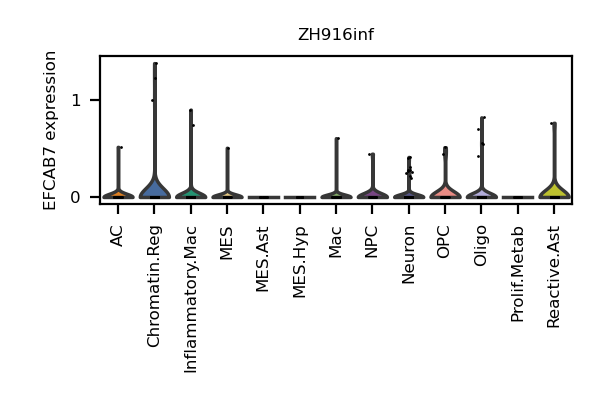 ZH916inf
EFCAB7 expression
1
0
AC
Chromatin.Reg
Inflammatory.Mac
MES
MES.Ast
MES.Hyp
Mac
NPC
Neuron
OPC
Oligo
Prolif.Metab
Reactive.Ast